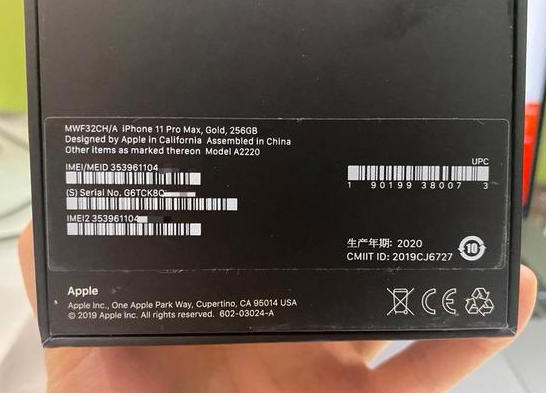 MWF32CH/A iPhone 11 Pro Max, Gold, 256GB
Designed by Apple in California Assembled in China
Other items as marked thereon Model A2220
IMEI/MEID 353961104
UPC
(S) Serial No. G6TCK8Q
1 90199 38007 3
IMEI2 353961104
生产年期: 2020
10
CMIIT ID: 2019CJ6727
Apple
Apple Inc., One Apple Park Way, Cupertino, CA 95014 USA
© 2019 Apple Inc. All rights reserved. 602-03024-A
CE